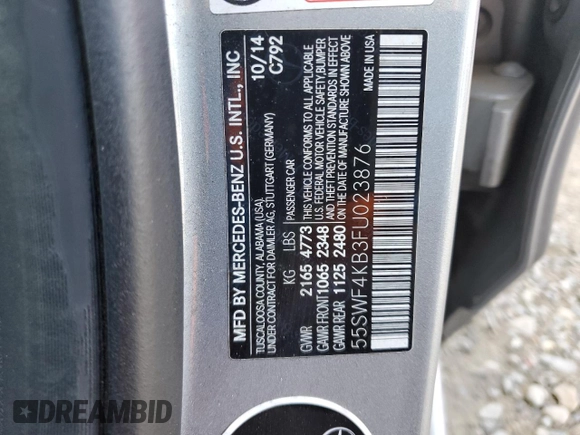 MFD BY MERCEDES-BENZ U.S. INTL., INC
TUSCALOOSA COUNTY, ALABAMA (USA)
UNDER CONTRACT FOR DAIMLER AG, STUTTGART (GERMANY)
10/14
C792
KG LBS PASSENGER CAR
GVWR 2165 4773
GAWR FRONT 1065 2348
GAWR REAR 1125 2480
THIS VEHICLE CONFORMS TO ALL APPLICABLE
U.S. FEDERAL MOTOR VEHICLE SAFETY, BUMPER
AND THEFT PREVENTION STANDARDS IN EFFECT
ON THE DATE OF MANUFACTURE SHOWN ABOVE
MADE IN USA
55SWF4KB3FU023876
DREAMBID